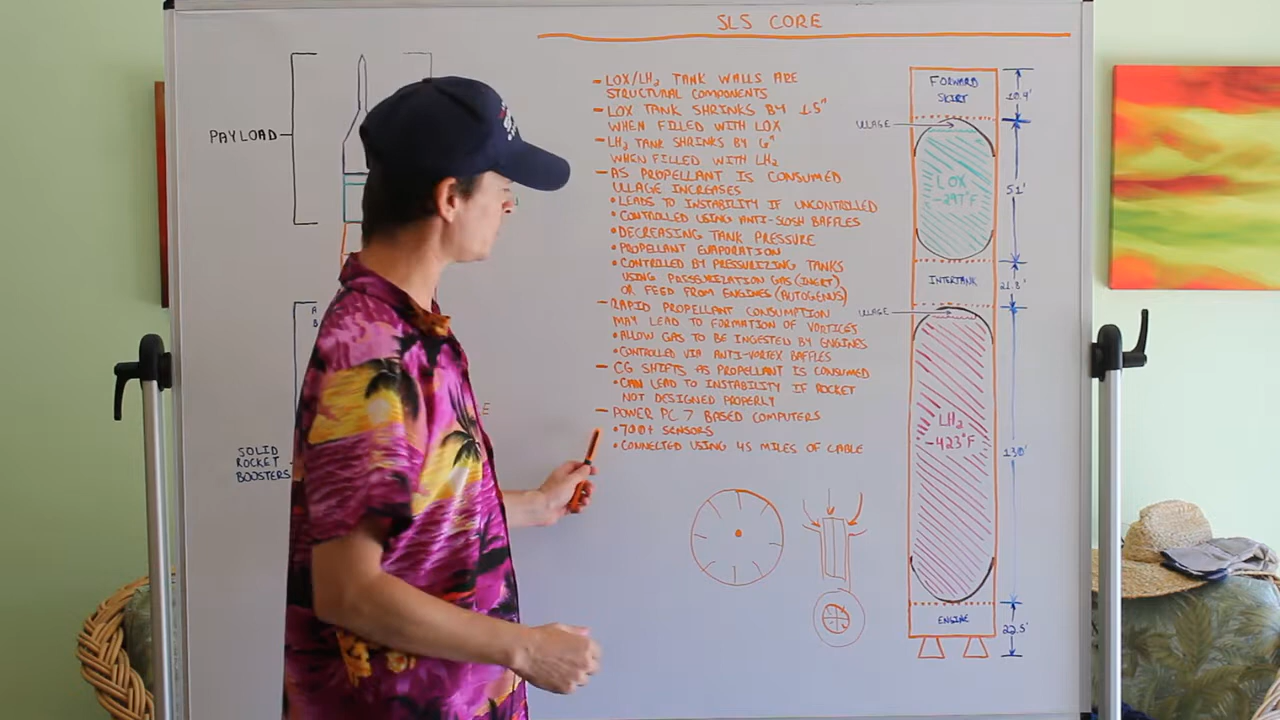 SLS CORE
PAYLOAD
SOLID
ROCKET
BOOSTERS
A
B
E
- LOX/LH2 TANK WALLS ARE
STRUCTURAL COMPONENTS
- LOX TANK SHRINKS BY 1.5"
WHEN FILLED WITH LOX
- LH2 TANK SHRINKS BY 6"
WHEN FILLED WITH LH2
- AS PROPELLANT IS CONSUMED
ULLAGE INCREASES
• LEADS TO INSTABILITY IF UNCONTROLLED
• CONTROLLED USING ANTI-SLOSH BAFFLES
• DECREASING TANK PRESSURE
• PROPELLANT EVAPORATION
• CONTROLLED BY PRESSURIZING TANKS
USING PRESSURIZATION GAS (INERT)
OR FEED FROM ENGINES (AUTOGENUS)
- RAPID PROPELLANT CONSUMPTION
MAY LEAD TO FORMATION OF VORTICES
• ALLOW GAS TO BE INGESTED BY ENGINES
• CONTROLLED VIA ANTI-VORTEX BAFFLES
- CG SHIFTS AS PROPELLANT IS CONSUMED
• CAN LEAD TO INSTABILITY IF ROCKET
NOT DESIGNED PROPERLY
- POWER PC 7 BASED COMPUTERS
• 700+ SENSORS
• CONNECTED USING 45 MILES OF CABLE
FORWARD
SKIRT
10.4'
ULLAGE
LOX
-297°F
51'
INTERTANK
21.8'
ULLAGE
LH2
-423°F
130'
ENGINE
22.5'